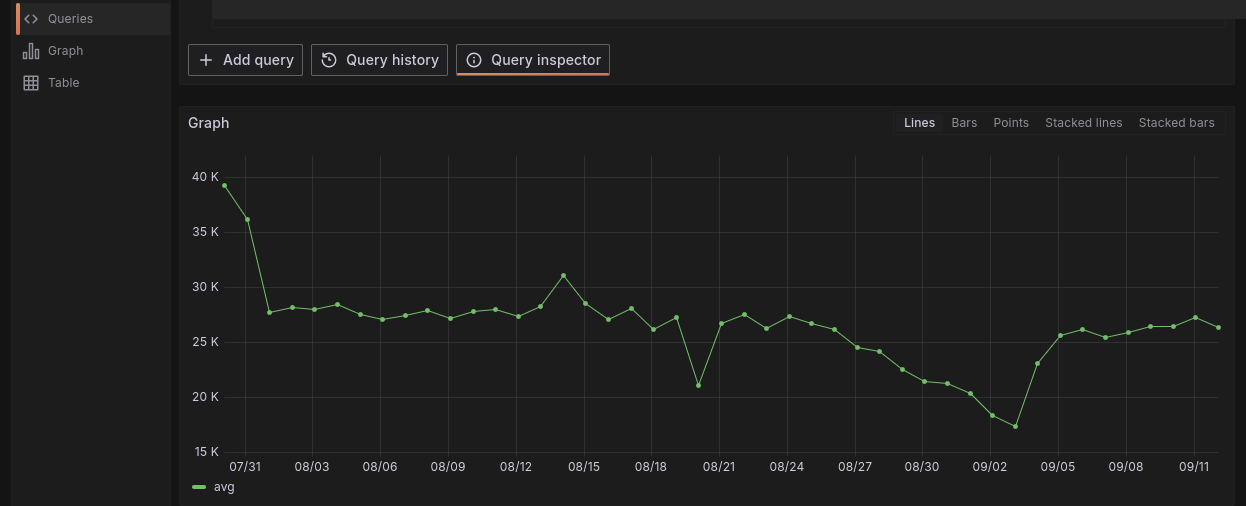 Queries
Graph
Table
Add query Query history Query inspector
Graph Lines Bars Points Stacked lines Stacked bars
40 K
35 K
30 K
25 K
20 K
15 K
07/31 08/03 08/06 08/09 08/12 08/15 08/18 08/21 08/24 08/27 08/30 09/02 09/05 09/08 09/11
avg